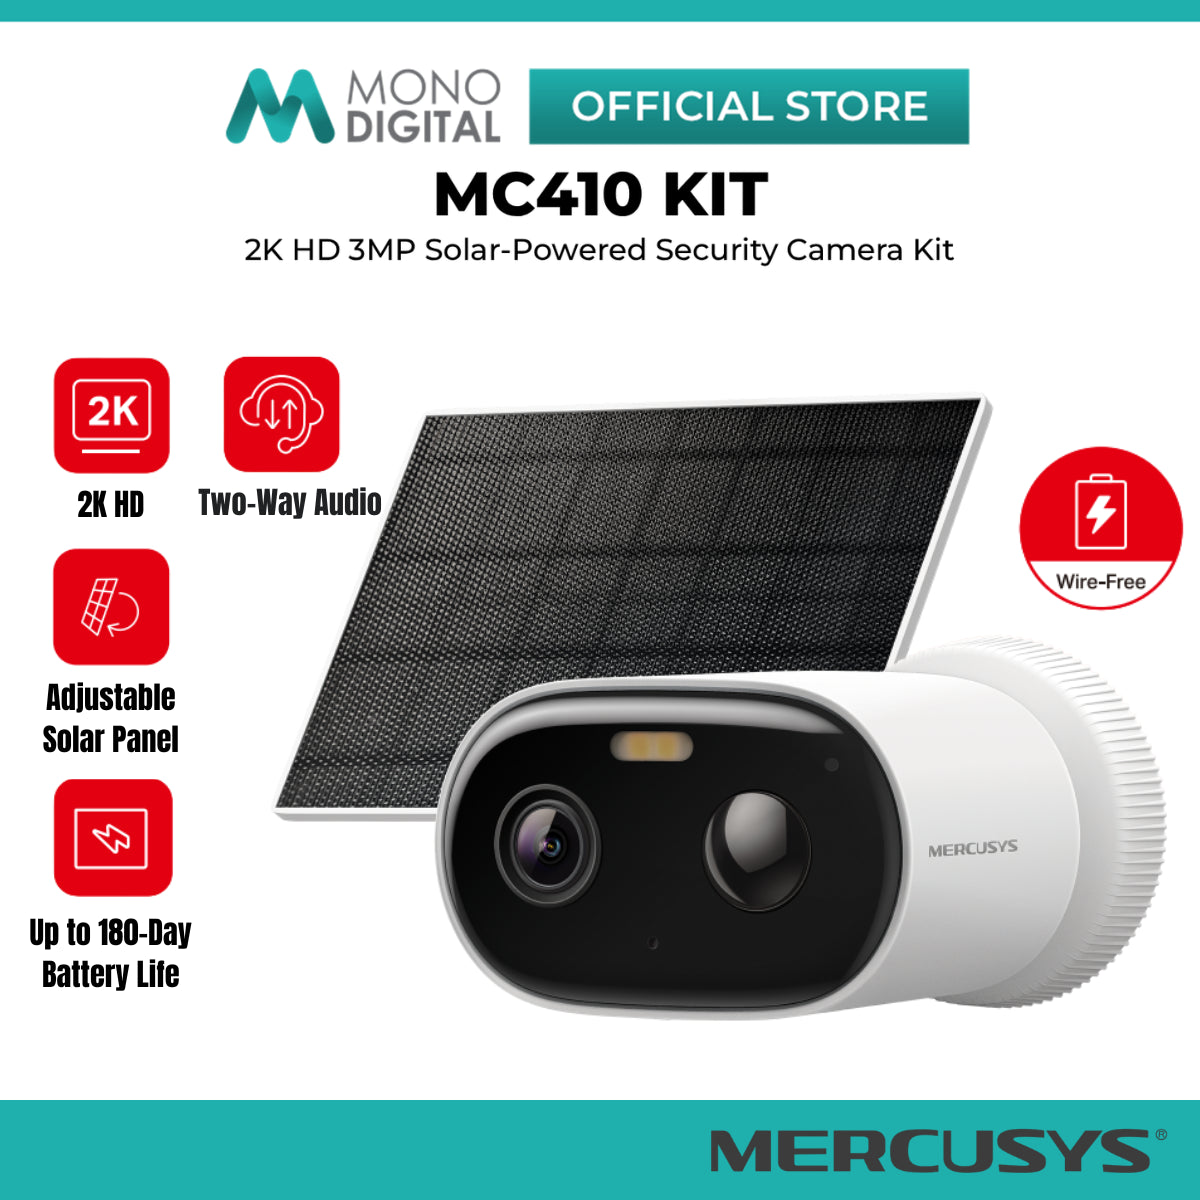 MONO
DIGITAL
OFFICIAL STORE
MC410 KIT
2K HD 3MP Solar-Powered Security Camera Kit
2K
2K HD
Two-Way Audio
Adjustable
Solar Panel
Up to 180-Day
Battery Life
Wire-Free
MERCUSYS
MERCUSYS®